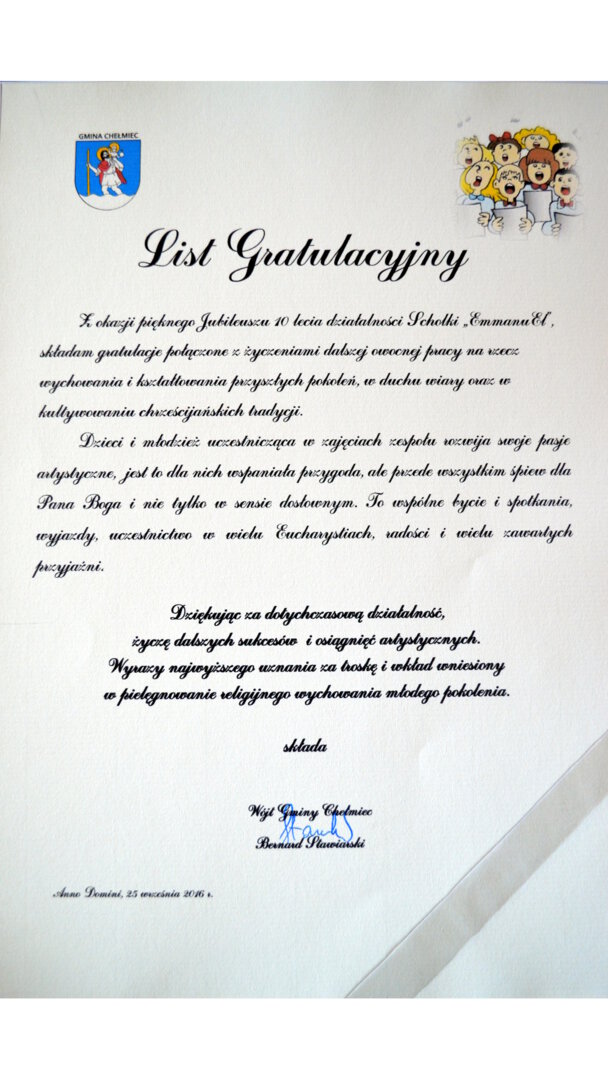 GMINA CHEŁMIEC
List Gratulacyjny
Z okazji pięknego Jubileuszu 10 lecia działalności Scholki „EmmanuEl",
składam gratulacje połączone z życzeniami dalszej owocnej pracy na rzecz
wychowania i kształtowania przyszłych pokoleń, w duchu wiary oraz w
kultywowaniu chrześcijańskich tradycji.
Dzieci i młodzież uczestnicząca w zajęciach zespołu rozwija swoje pasje
artystyczne, jest to dla nich wspaniała przygoda, ale przede wszystkim śpiew dla
Pana Boga i nie tylko w sensie dosłownym. To wspólne bycie i spotkania,
wyjazdy, uczestnictwo w wielu Eucharystiach, radości i wielu zawartych
przyjaźni.
Dziękując za dotychczasową działalność,
życzę dalszych sukcesów i osiągnięć artystycznych.
Wyrazy najwyższego uznania za troskę i wkład wniesiony
w pielęgnowanie religijnego wychowania młodego pokolenia.
składa
Wójt Gminy Chełmiec
Bernard Stawiarski
Anno Domini, 25 września 2016 r.